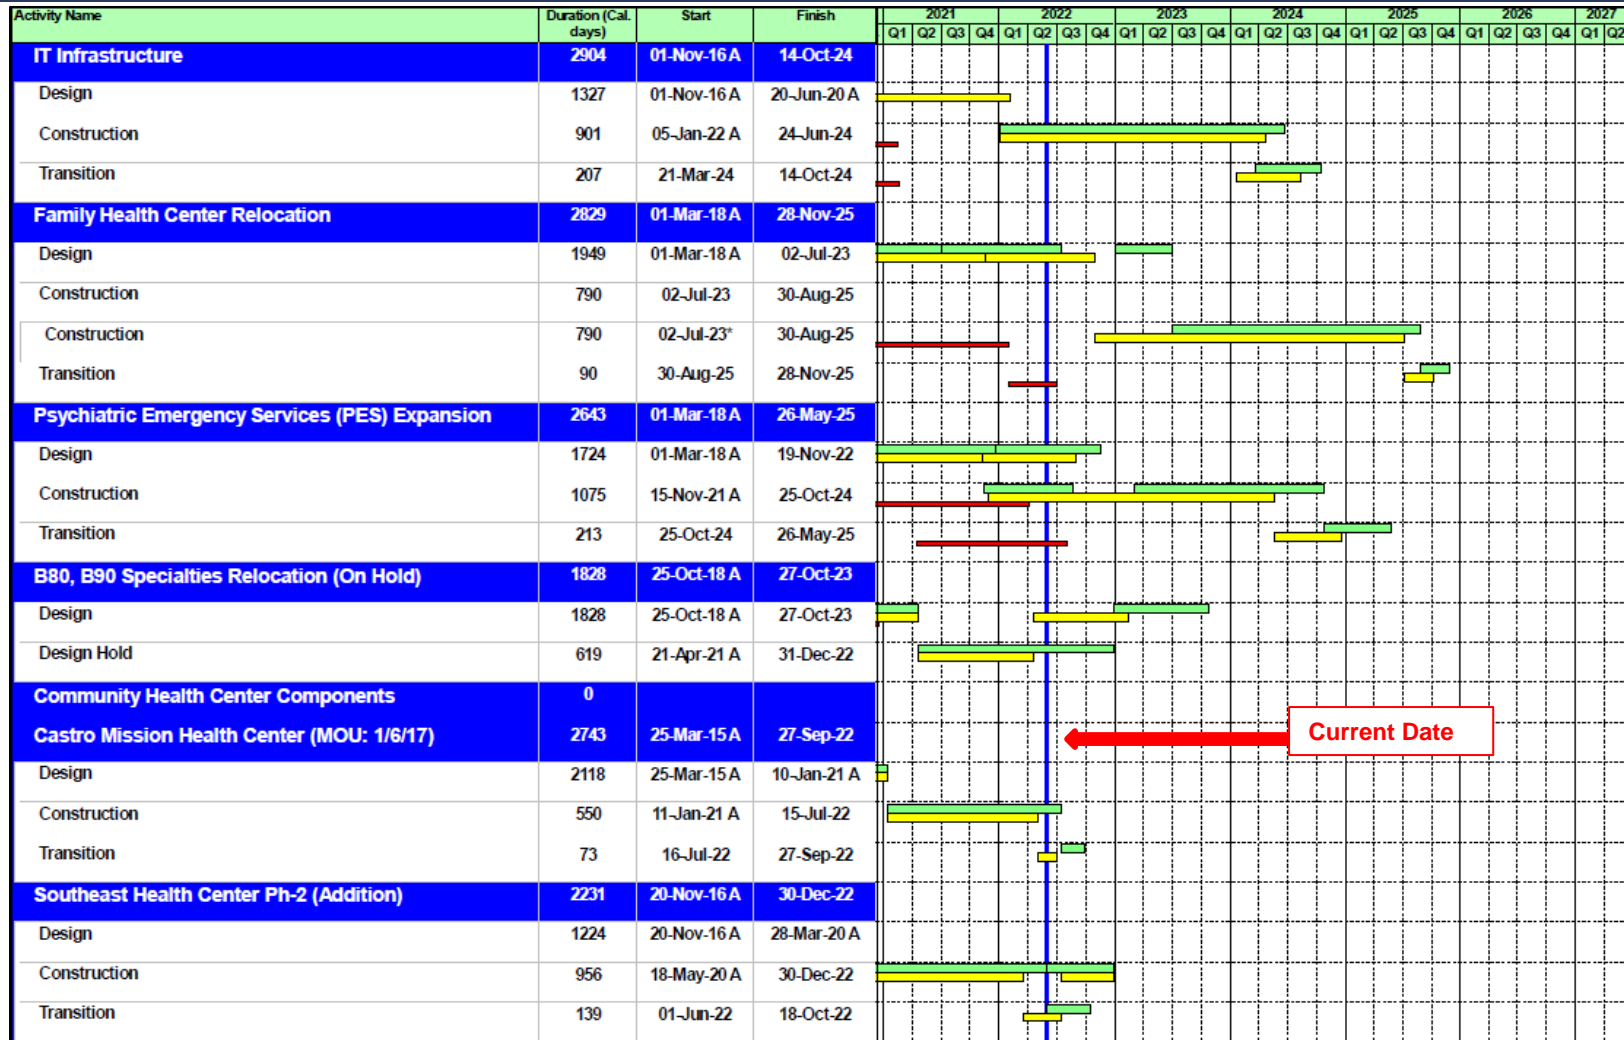 Activity Name Duration (Cal. days) Start Finish 2021 2022 2023 2024 2025 2026 2027
Q1 Q2 Q3 Q4 Q1 Q2 Q3 Q4 Q1 Q2 Q3 Q4 Q1 Q2 Q3 Q4 Q1 Q2 Q3 Q4 Q1 Q2 Q3 Q4 Q1 Q2
IT Infrastructure 2904 01-Nov-16 A 14-Oct-24
Design 1327 01-Nov-16 A 20-Jun-20 A
Construction 901 05-Jan-22 A 24-Jun-24
Transition 207 21-Mar-24 14-Oct-24
Family Health Center Relocation 2829 01-Mar-18 A 28-Nov-25
Design 1949 01-Mar-18 A 02-Jul-23
Construction 790 02-Jul-23 30-Aug-25
Construction 790 02-Jul-23* 30-Aug-25
Transition 90 30-Aug-25 28-Nov-25
Psychiatric Emergency Services (PES) Expansion 2643 01-Mar-18 A 26-May-25
Design 1724 01-Mar-18 A 19-Nov-22
Construction 1075 15-Nov-21 A 25-Oct-24
Transition 213 25-Oct-24 26-May-25
B80, B90 Specialties Relocation (On Hold) 1828 25-Oct-18 A 27-Oct-23
Design 1828 25-Oct-18 A 27-Oct-23
Design Hold 619 21-Apr-21 A 31-Dec-22
Community Health Center Components 0
Castro Mission Health Center (MOU: 1/6/17) 2743 25-Mar-15 A 27-Sep-22
Current Date
Design 2118 25-Mar-15 A 10-Jan-21 A
Construction 550 11-Jan-21 A 15-Jul-22
Transition 73 16-Jul-22 27-Sep-22
Southeast Health Center Ph-2 (Addition) 2231 20-Nov-16 A 30-Dec-22
Design 1224 20-Nov-16 A 28-Mar-20 A
Construction 956 18-May-20 A 30-Dec-22
Transition 139 01-Jun-22 18-Oct-22